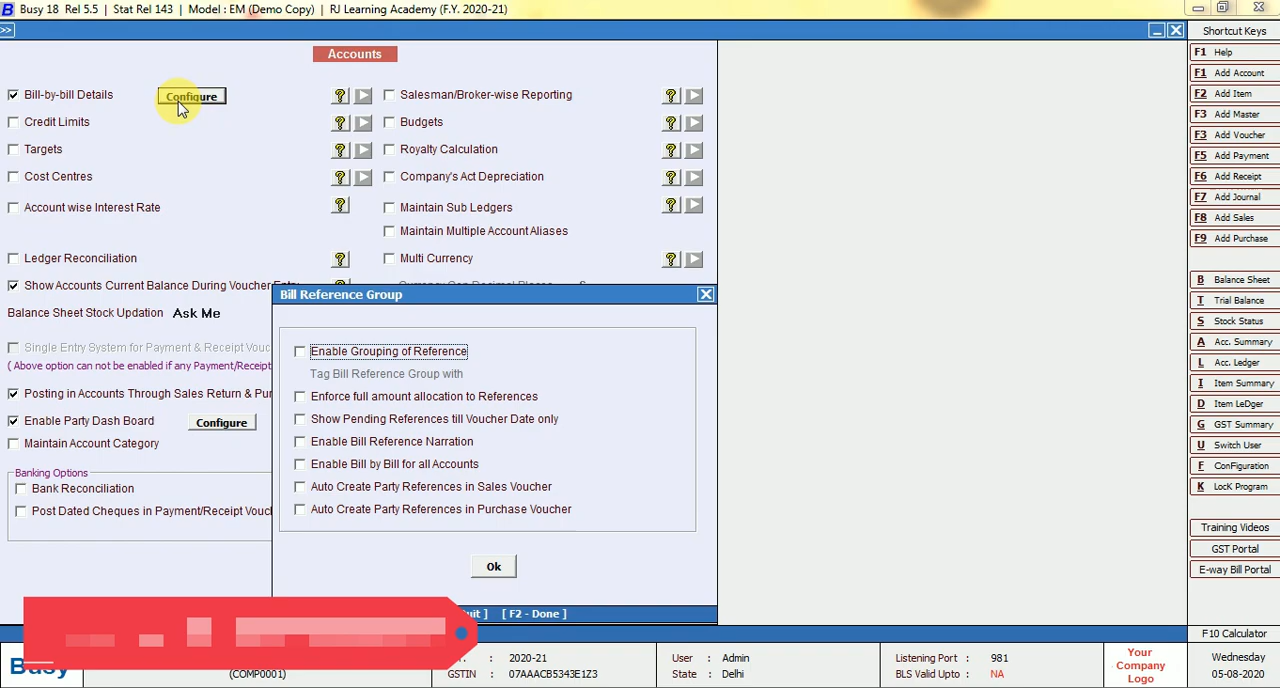 Busy 18 Rel 5.5 | Stat Rel 143 | Model : EM (Demo Copy) | RJ Learning Academy (F.Y. 2020-21)
>>
Shortcut Keys
Accounts
F1 Help
F1 Add Account
F2 Add Item
F3 Add Master
F3 Add Voucher
F5 Add Payment
F6 Add Receipt
F7 Add Journal
F8 Add Sales
F9 Add Purchase
B Balance Sheet
T Trial Balance
S Stock Status
A Acc. Summary
L Acc. Ledger
I Item Summary
D Item LeDger
G GST Summary
U Switch User
F ConFiguration
K LocK Program
Training Videos
GST Portal
E-way Bill Portal
F10 Calculator
Bill-by-bill Details
Configure
Credit Limits
Targets
Cost Centres
Account wise Interest Rate
Ledger Reconciliation
Show Accounts Current Balance During Voucher
Balance Sheet Stock Updation Ask Me
Single Entry System for Payment & Receipt Vouc
( Above option can not be enabled if any Payment/Receipt
Posting in Accounts Through Sales Return & Pu
Enable Party Dash Board
Configure
Maintain Account Category
Banking Options
Bank Reconciliation
Post Dated Cheques in Payment/Receipt Vouc
Salesman/Broker-wise Reporting
Budgets
Royalty Calculation
Company's Act Depreciation
Maintain Sub Ledgers
Maintain Multiple Account Aliases
Multi Currency
Bill Reference Group
Enable Grouping of Reference
Tag Bill Reference Group with
Enforce full amount allocation to References
Show Pending References till Voucher Date only
Enable Bill Reference Narration
Enable Bill by Bill for all Accounts
Auto Create Party References in Sales Voucher
Auto Create Party References in Purchase Voucher
Ok
uit ] [ F2 - Done ]
Busy
(COMP0001)
: 2020-21
GSTIN : 07AAACB5343E1Z3
User : Admin
State : Delhi
Listening Port : 981
BLS Valid Upto : NA
Your
Company
Logo
Wednesday
05-08-2020